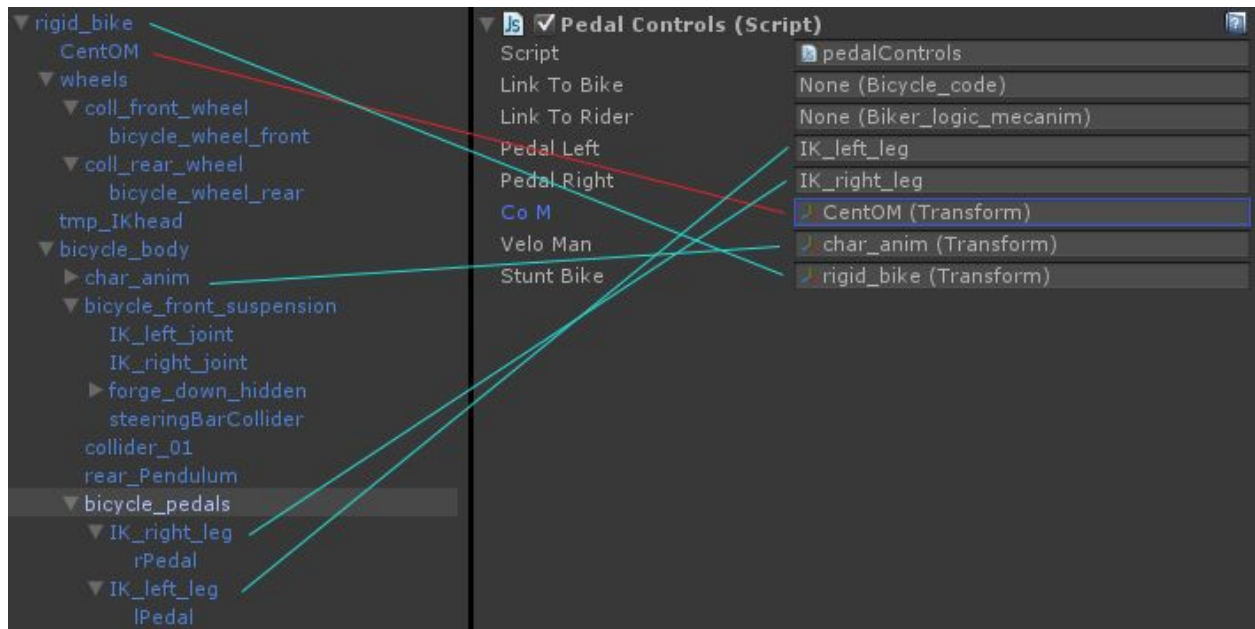 rigid_bike
CentOM
wheels
coll_front_wheel
bicycle_wheel_front
coll_rear_wheel
bicycle_wheel_rear
tmp_IKhead
bicycle_body
char_anim
bicycle_front_suspension
IK_left_joint
IK_right_joint
forge_down_hidden
steeringBarCollider
collider_01
rear_Pendulum
bicycle_pedals
IK_right_leg
rPedal
IK_left_leg
lPedal
Js Pedal Controls (Script)
Script pedalControls
Link To Bike None (Bicycle_code)
Link To Rider None (Biker_logic_mecanim)
Pedal Left IK_left_leg
Pedal Right IK_right_leg
Co M CentOM (Transform)
Velo Man char_anim (Transform)
Stunt Bike rigid_bike (Transform)